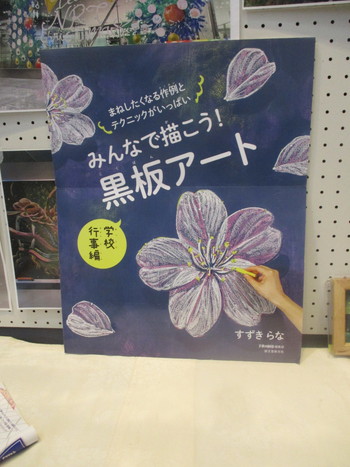 まねしたくなる作例と
テクニックがいっぱい
みんなで描こう!
黒板アート
学校
行事編
すずき らな